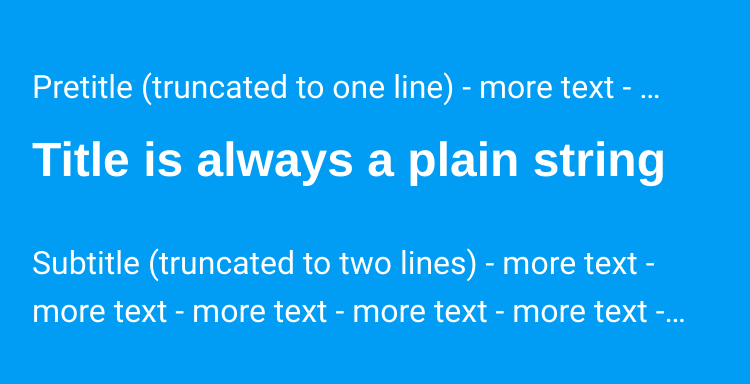 Pretitle (truncated to one line) - more text - …
Title is always a plain string
Subtitle (truncated to two lines) - more text -
more text - more text - more text - more text -…